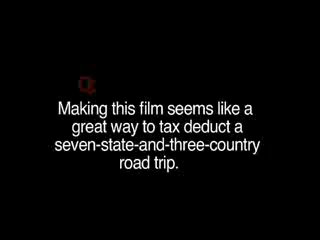 Q:
Making this film seems like a
great way to tax deduct a
seven-state-and-three-country
road trip.